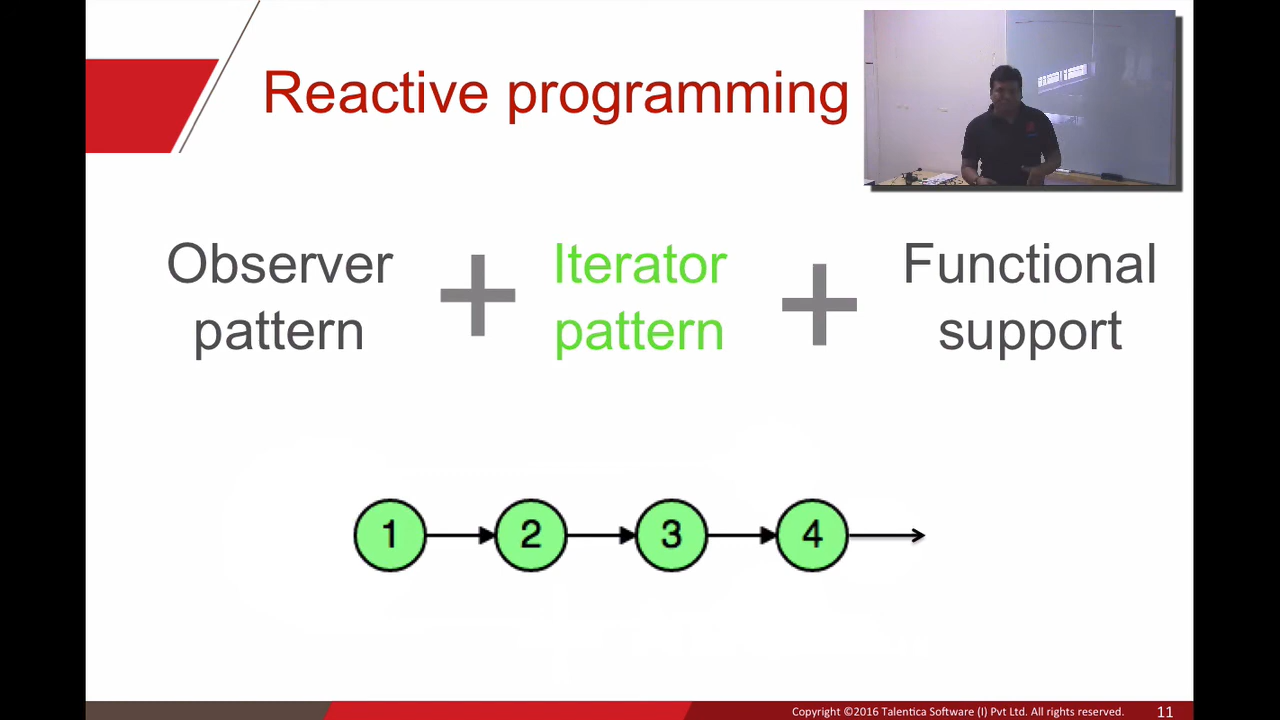 Reactive programming
Observer
pattern
+
Iterator
pattern
+
Functional
support
1
2
3
4
Copyright ©2016 Talentica Software (I) Pvt Ltd. All rights reserved.
11